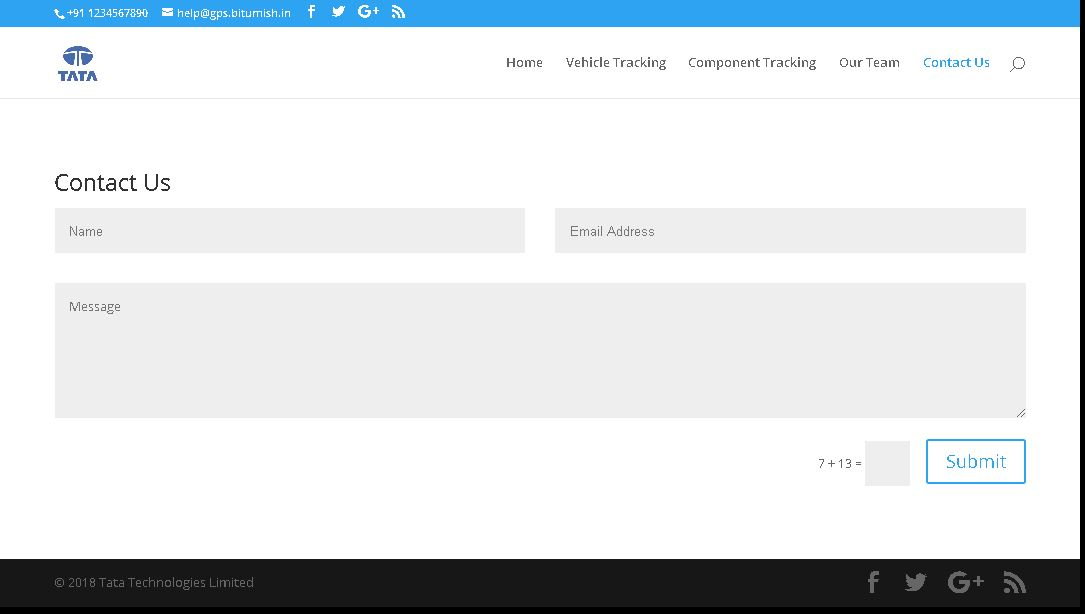 +91 1234567890 help@gps.bitumish.in
TATA
Home Vehicle Tracking Component Tracking Our Team Contact Us
Contact Us
Name Email Address
Message
7 + 13 = Submit
© 2018 Tata Technologies Limited